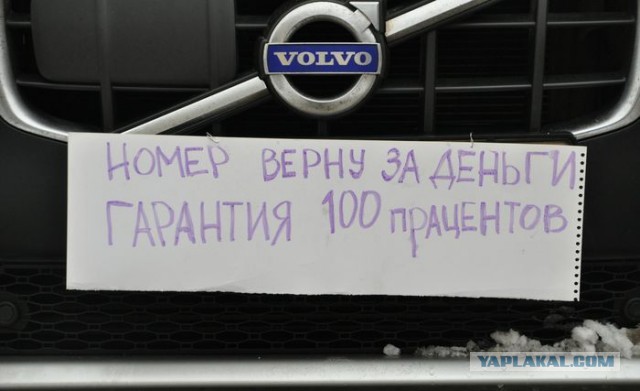 VOLVO
НОМЕР ВЕРНУ ЗА ДЕНЬГИ
ГАРАНТИЯ 100 ПРАЦЕНТОВ
YAPLAKAL.COM